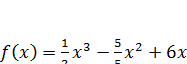 f(x) = 1/ x³ − 5/ x² + 6x